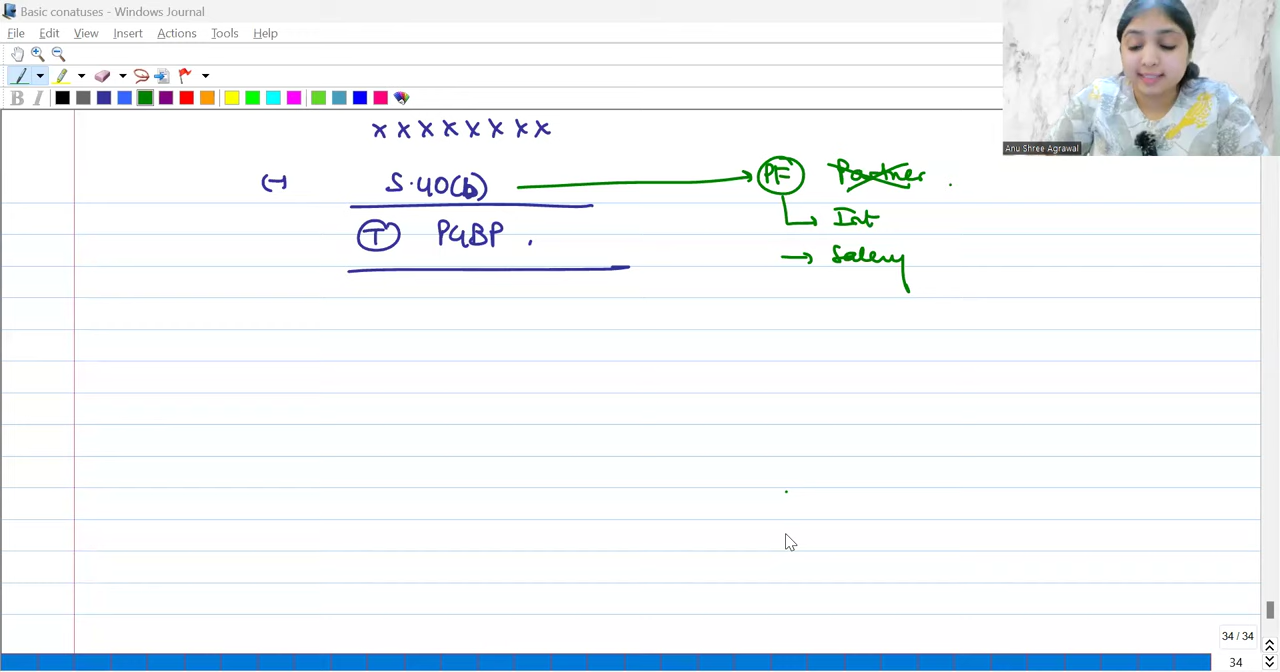 Basic conatuses - Windows Journal
File Edit View Insert Actions Tools Help
B I
Anu Shree Agrawal
x x x x x x x x
(-) S.40(b) → PF Partner .
→ Int
T PGBP .
→ Salery
34 / 34
34